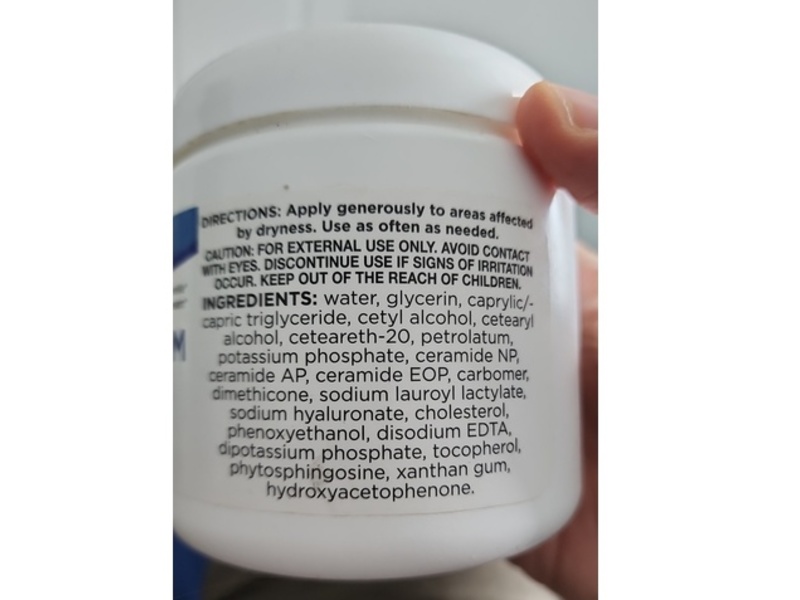 DIRECTIONS: Apply generously to areas affected
by dryness. Use as often as needed.
CAUTION: FOR EXTERNAL USE ONLY. AVOID CONTACT
WITH EYES. DISCONTINUE USE IF SIGNS OF IRRITATION
OCCUR. KEEP OUT OF THE REACH OF CHILDREN.
INGREDIENTS: water, glycerin, caprylic/-
capric triglyceride, cetyl alcohol, cetearyl
alcohol, ceteareth-20, petrolatum,
potassium phosphate, ceramide NP,
ceramide AP, ceramide EOP, carbomer,
dimethicone, sodium lauroyl lactylate,
sodium hyaluronate, cholesterol,
phenoxyethanol, disodium EDTA,
dipotassium phosphate, tocopherol,
phytosphingosine, xanthan gum,
hydroxyacetophenone.